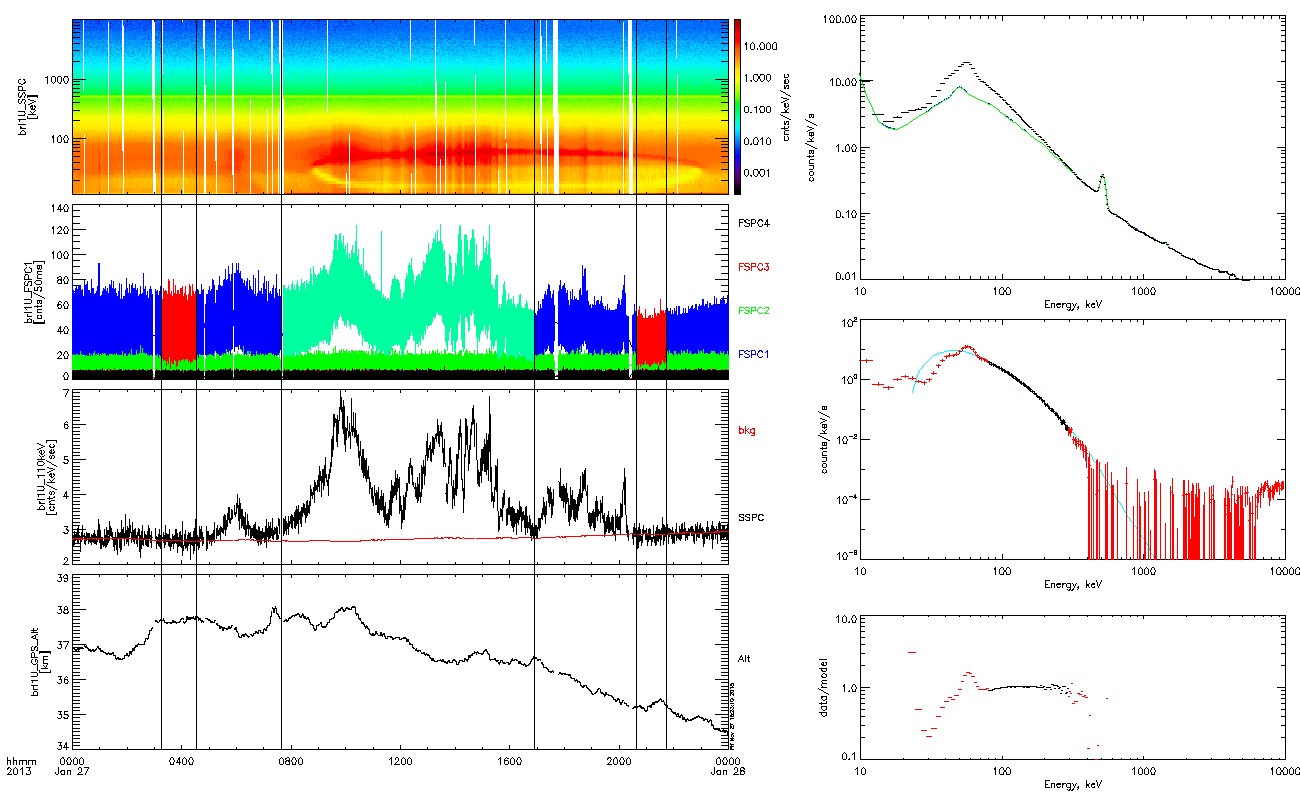 brl1U_SSPC
[keV]
1000
100
10.000
1.000
0.100
0.010
0.001
cnts/keV/sec
brl1U_FSPC1
[cnts/50ms]
140
120
100
80
60
40
20
0
FSPC4
FSPC3
FSPC2
FSPC1
brl1U_110keV
[cnts/keV/sec]
7
6
5
4
3
2
bkg
SSPC
brl1U_GPS_Alt
[km]
39
38
37
36
35
34
Alt
hhmm
2013
0000
Jan 27
0400
0800
1200
1600
2000
0000
Jan 28
counts/keV/s
100.00
10.00
1.00
0.10
0.01
10 100 1000 10000
Energy, keV
counts/keV/s
10^2
10^0
10^-2
10^-4
10^-6
10 100 1000 10000
Energy, keV
data/model
10.0
1.0
0.1
10 100 1000 10000
Energy, keV